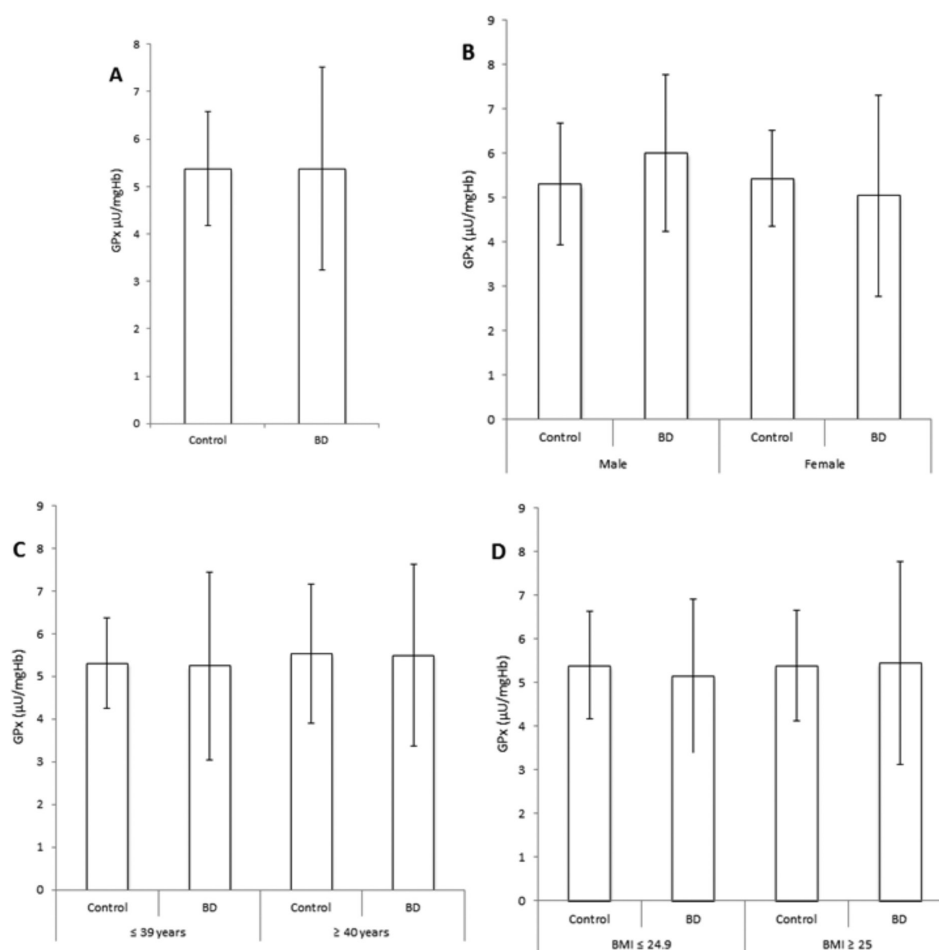 A
GPx µU/mgHb
8
7
6
5
4
3
2
1
0
Control BD
B
GPx (µU/mgHb)
9
8
7
6
5
4
3
2
1
0
Control BD Control BD
Male Female
C
GPx (µU/mgHb)
9
8
7
6
5
4
3
2
1
0
Control BD Control BD
≤ 39 years ≥ 40 years
D
GPx (µU/mgHb)
9
8
7
6
5
4
3
2
1
0
Control BD Control BD
BMI ≤ 24.9 BMI ≥ 25